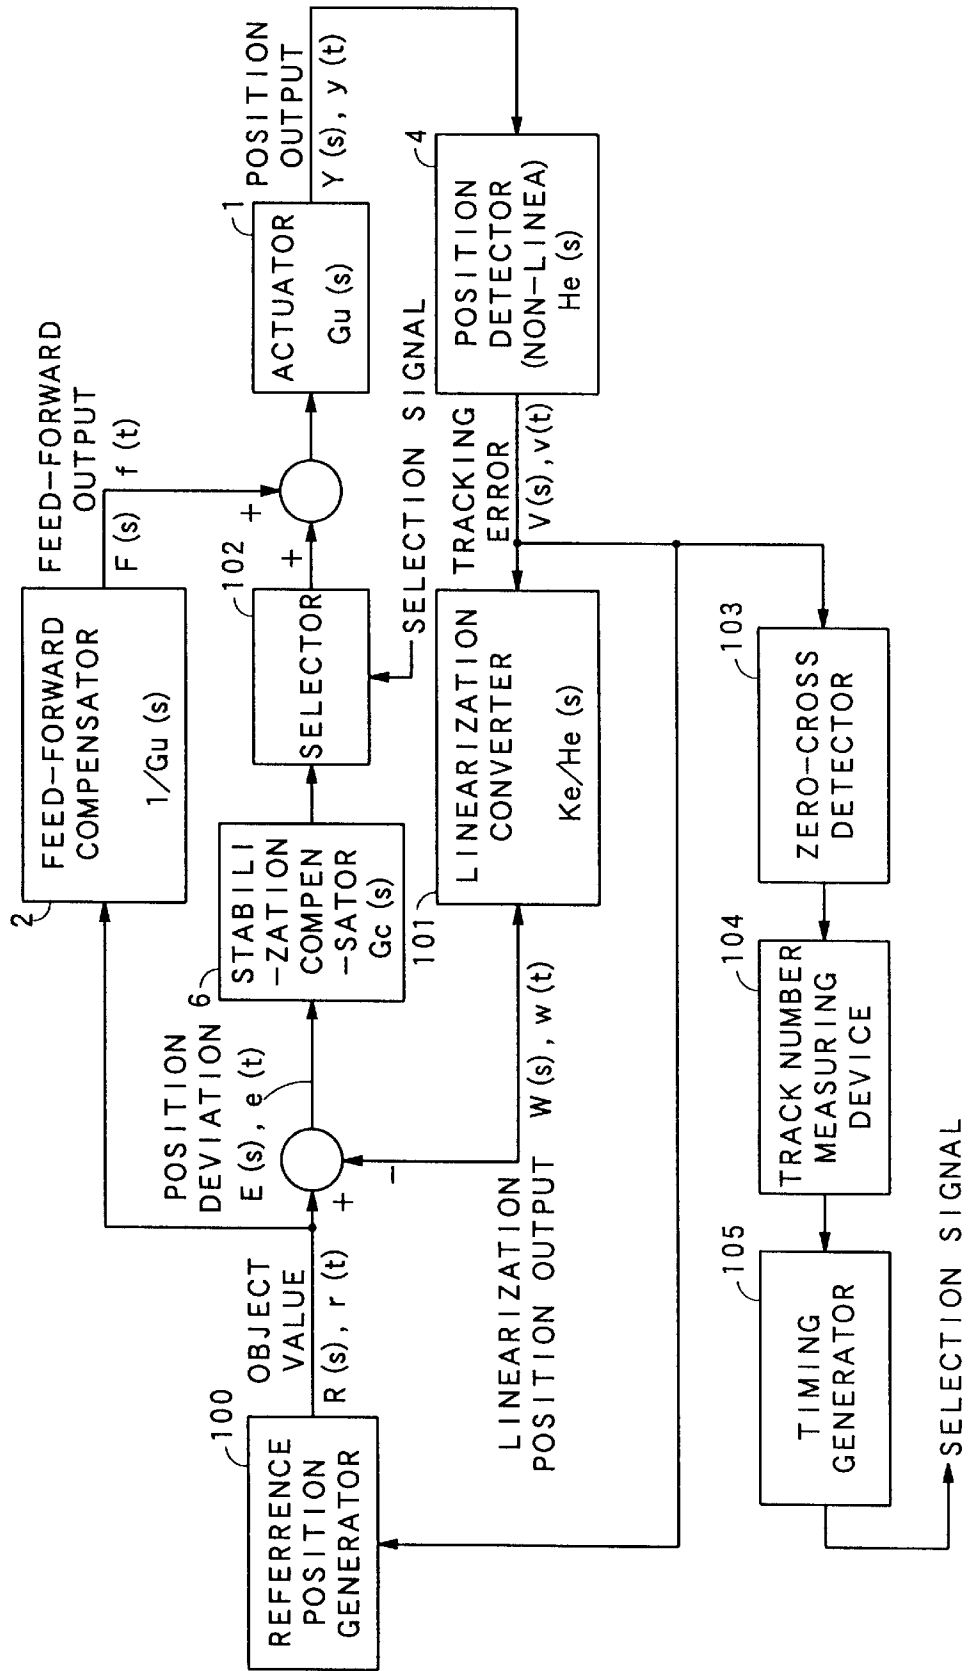 FEED-FORWARD
OUTPUT
F (s)
f (t)
POSITION
OUTPUT
Y (s), y (t)
2
FEED-FORWARD
COMPENSATOR
1/Gu (s)
+
1
ACTUATOR
Gu (s)
POSITION
DEVIATION
E (s), e (t)
6
STABILI
-ZATION
COMPEN
-SATOR
Gc (s)
102
SELECTOR
+
SELECTION SIGNAL
4
POSITION
DETECTOR
(NON-LINEA)
He (s)
100
REFERRENCE
POSITION
GENERATOR
OBJECT
VALUE
R (s), r (t)
+
-
LINEARIZATION
POSITION OUTPUT
W (s), w (t)
101
LINEARIZATION
CONVERTER
Ke/He (s)
TRACKING
ERROR
V(s), v(t)
105
TIMING
GENERATOR
104
TRACK NUMBER
MEASURING
DEVICE
103
ZERO-CROSS
DETECTOR
SELECTION SIGNAL